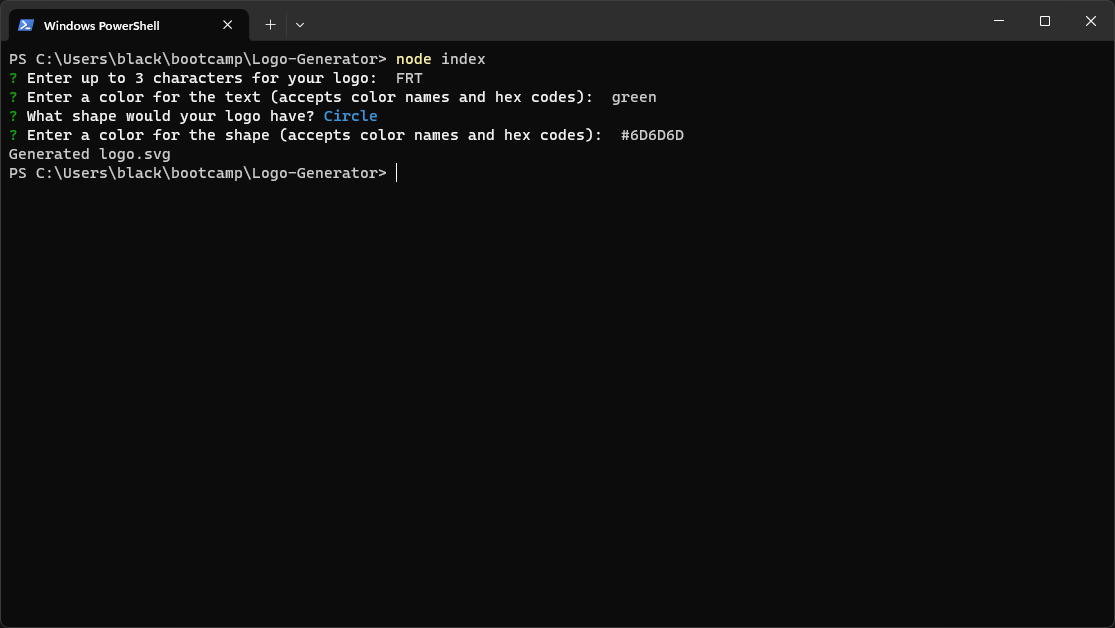 Windows PowerShell
PS C:\Users\black\bootcamp\Logo-Generator> node index
? Enter up to 3 characters for your logo:  FRT
? Enter a color for the text (accepts color names and hex codes):  green
? What shape would your logo have? Circle
? Enter a color for the shape (accepts color names and hex codes):  #6D6D6D
Generated logo.svg
PS C:\Users\black\bootcamp\Logo-Generator>